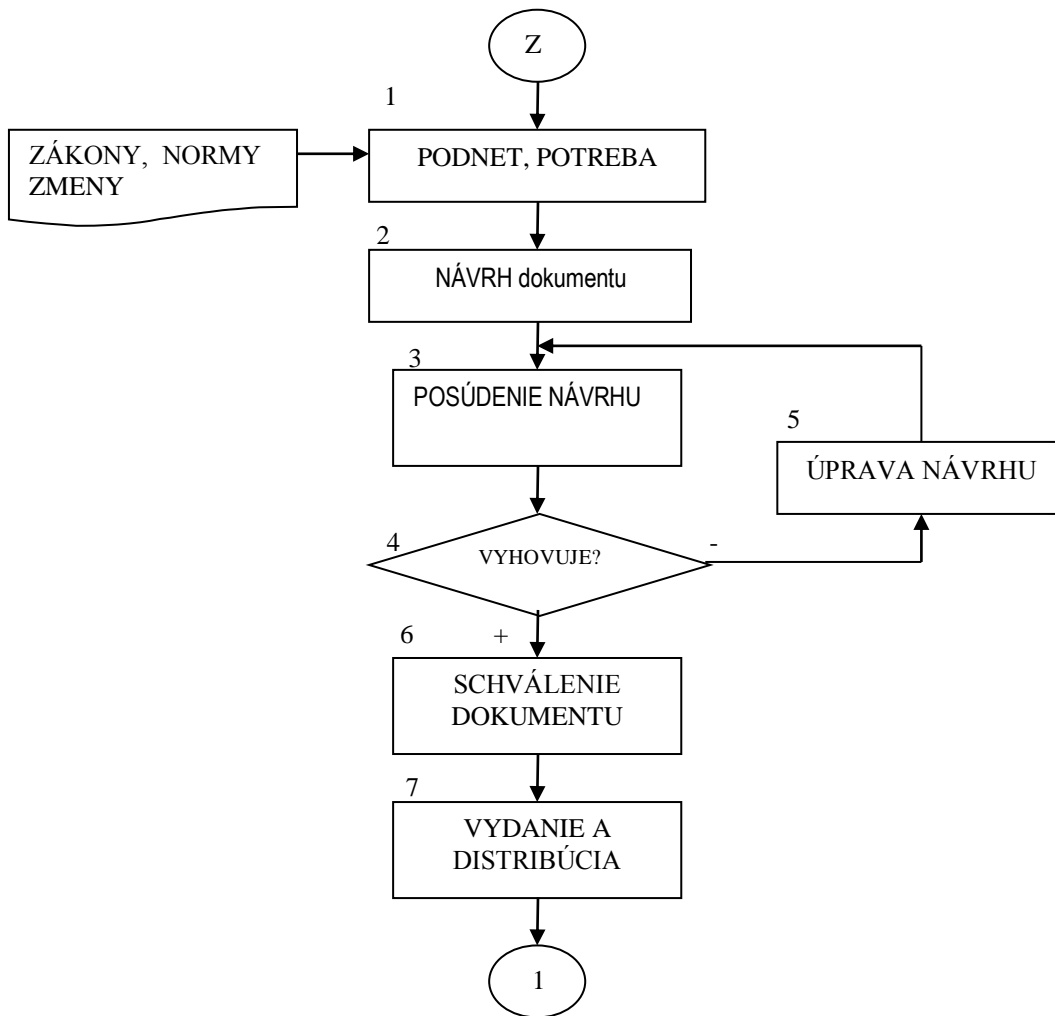 Z
1
ZÁKONY, NORMY
ZMENY
PODNET, POTREBA
2
NÁVRH dokumentu
3
POSÚDENIE NÁVRHU
5
ÚPRAVA NÁVRHU
4
VYHOVUJE?
-
6
+
SCHVÁLENIE
DOKUMENTU
7
VYDANIE A
DISTRIBÚCIA
1